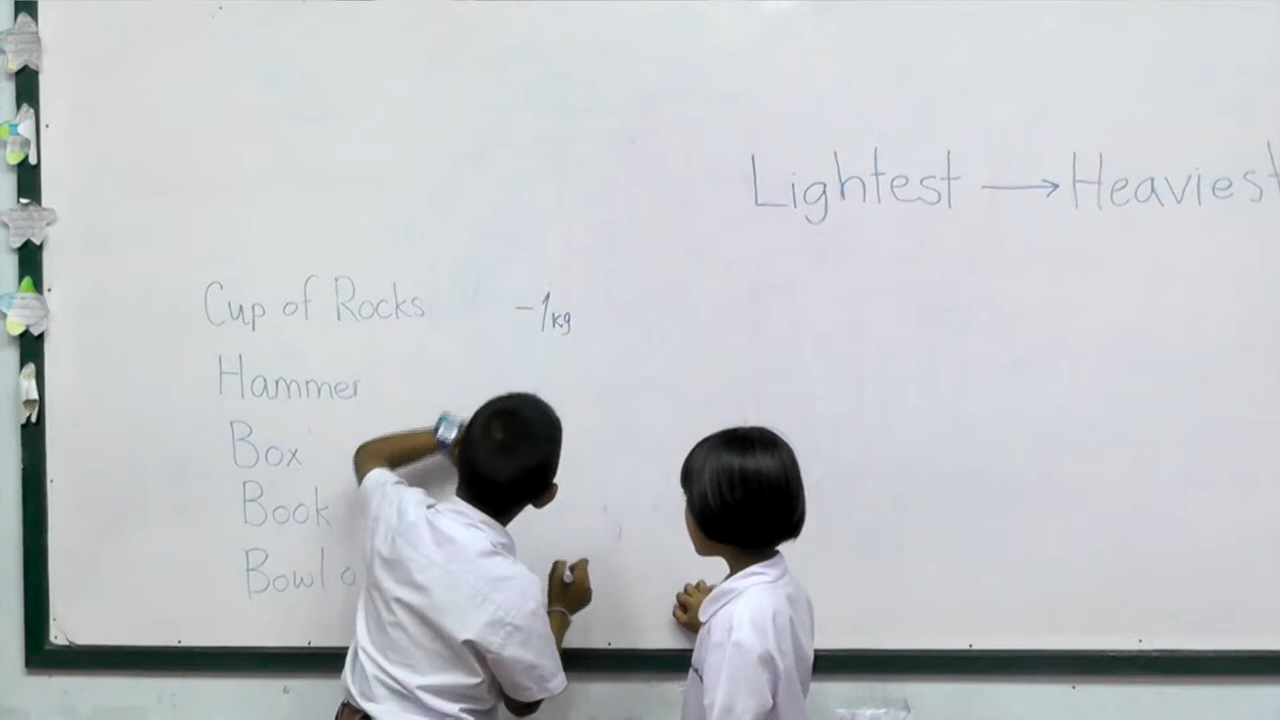 Lightest → Heaviest
Cup of Rocks - 1kg
Hammer
Box
Book
Bowl o